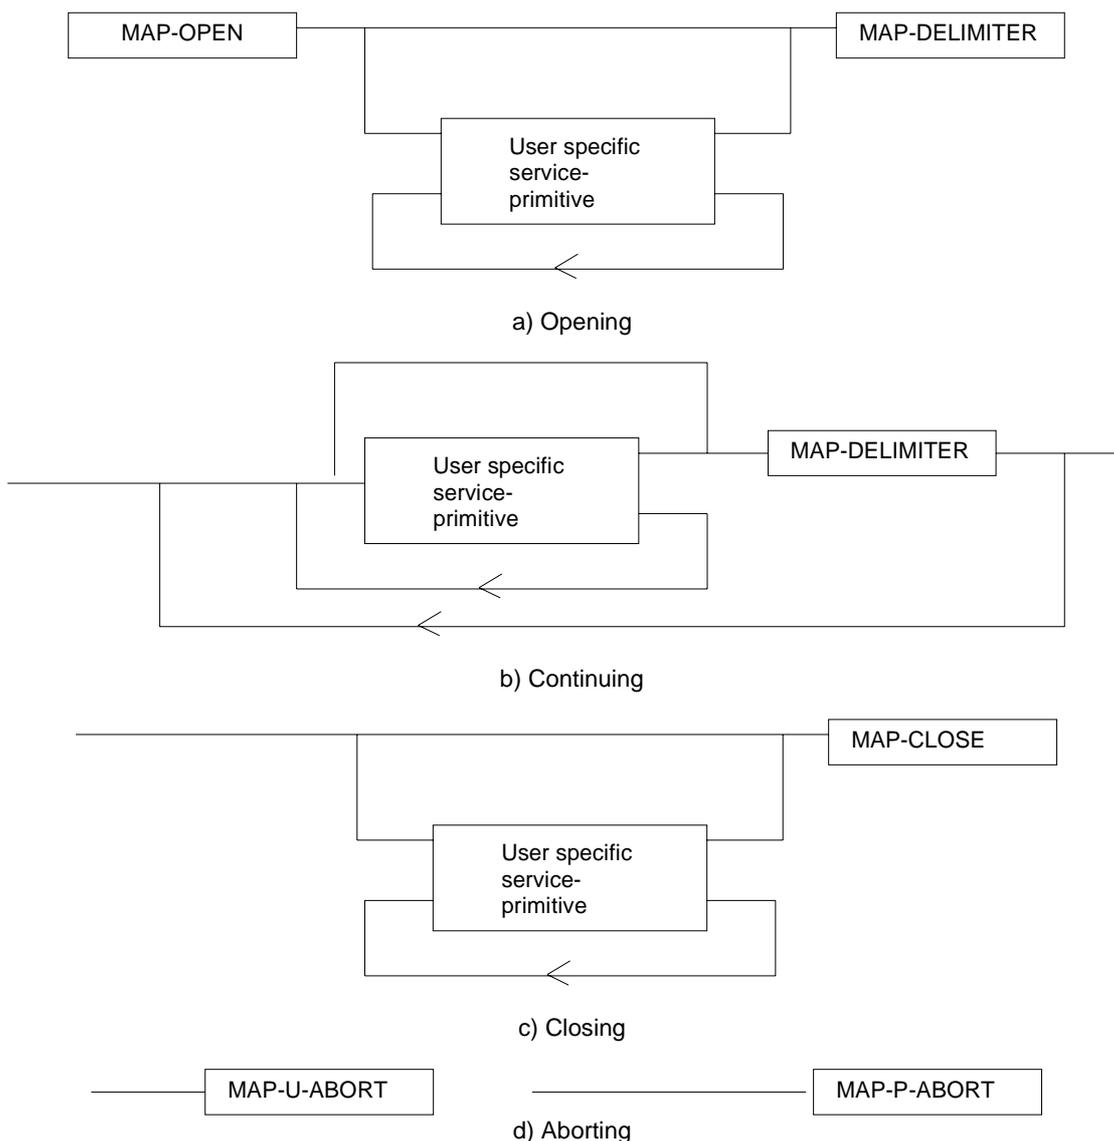 MAP-OPEN
MAP-DELIMITER
User specific
service-
primitive
a) Opening
MAP-DELIMITER
User specific
service-
primitive
b) Continuing
MAP-CLOSE
User specific
service-
primitive
c) Closing
MAP-U-ABORT
MAP-P-ABORT
d) Aborting